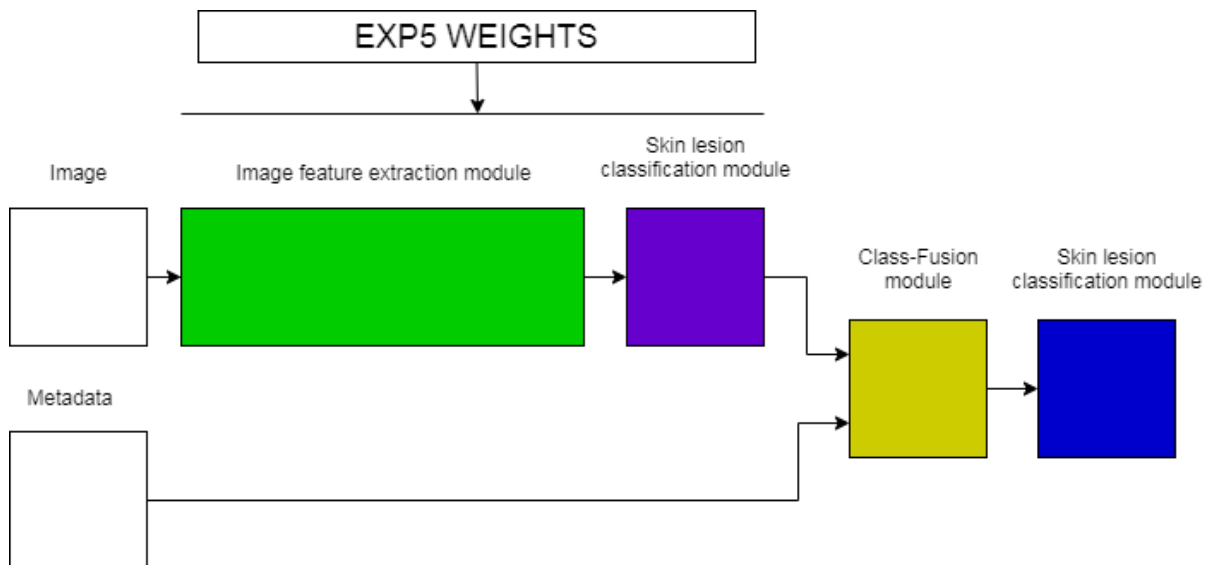 EXP5 WEIGHTS
Image
Image feature extraction module
Skin lesion
classification module
Class-Fusion
module
Skin lesion
classification module
Metadata